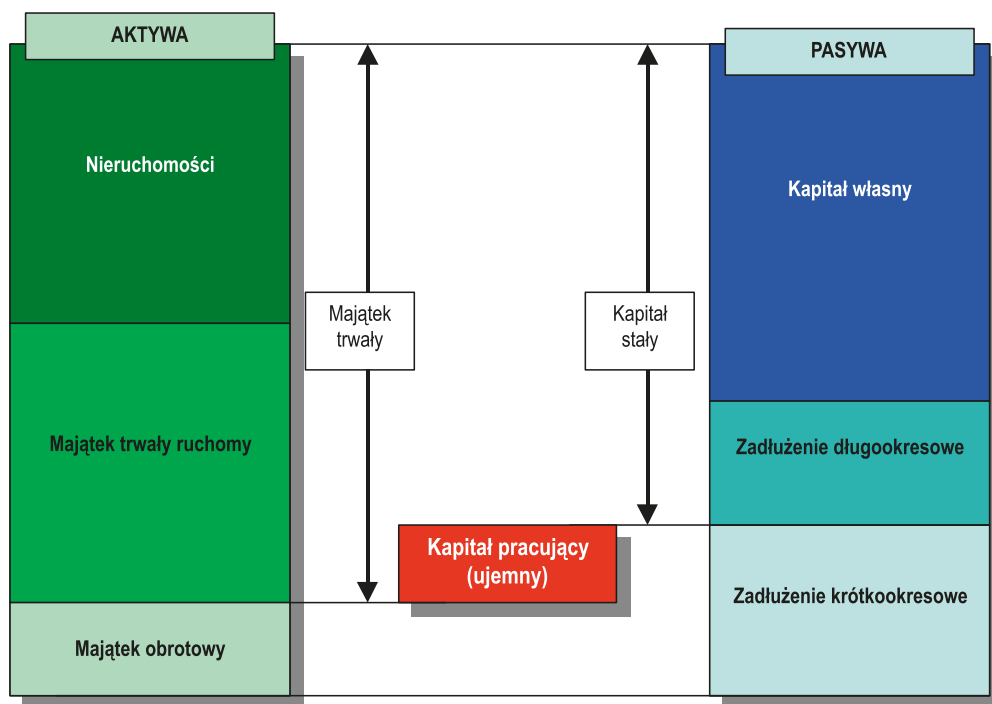 AKTYWA
PASYWA
Nieruchomości
Kapitał własny
Majątek
trwały
Kapitał
stały
Majątek trwały ruchomy
Zadłużenie długookresowe
Kapitał pracujący
(ujemny)
Zadłużenie krótkookresowe
Majątek obrotowy